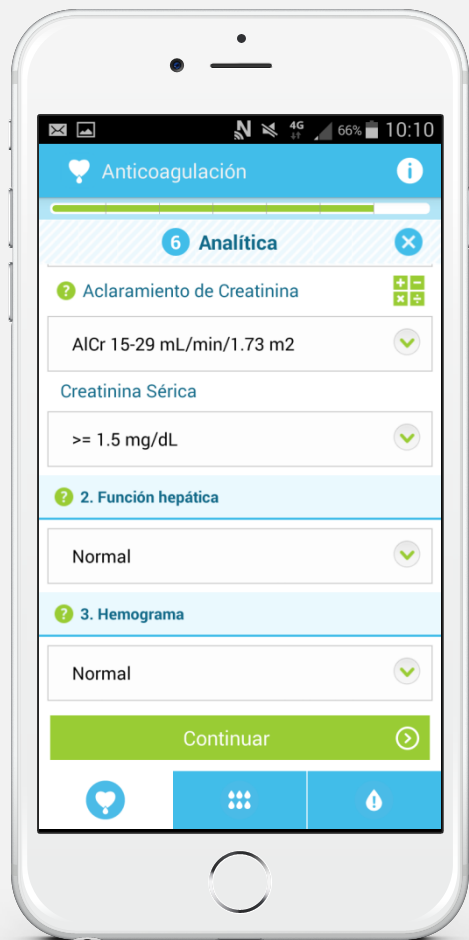 4G
66%
10:10
Anticoagulación
i
6 Analítica
? Aclaramiento de Creatinina
AlCr 15-29 mL/min/1.73 m2
Creatinina Sérica
>= 1.5 mg/dL
? 2. Función hepática
Normal
? 3. Hemograma
Normal
Continuar